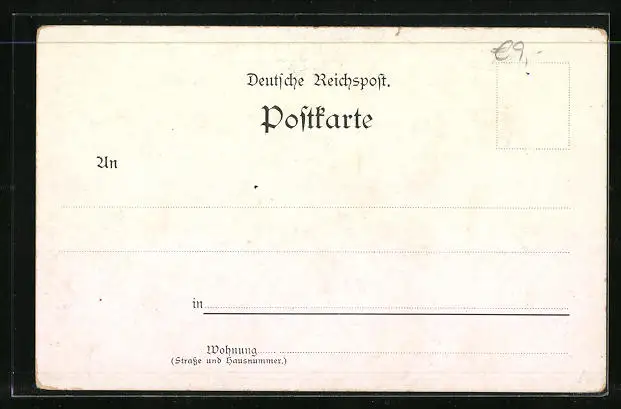 €9,-
Deutsche Reichspost.
Postkarte
An
in
Wohnung
(Straße und Hausnummer.)